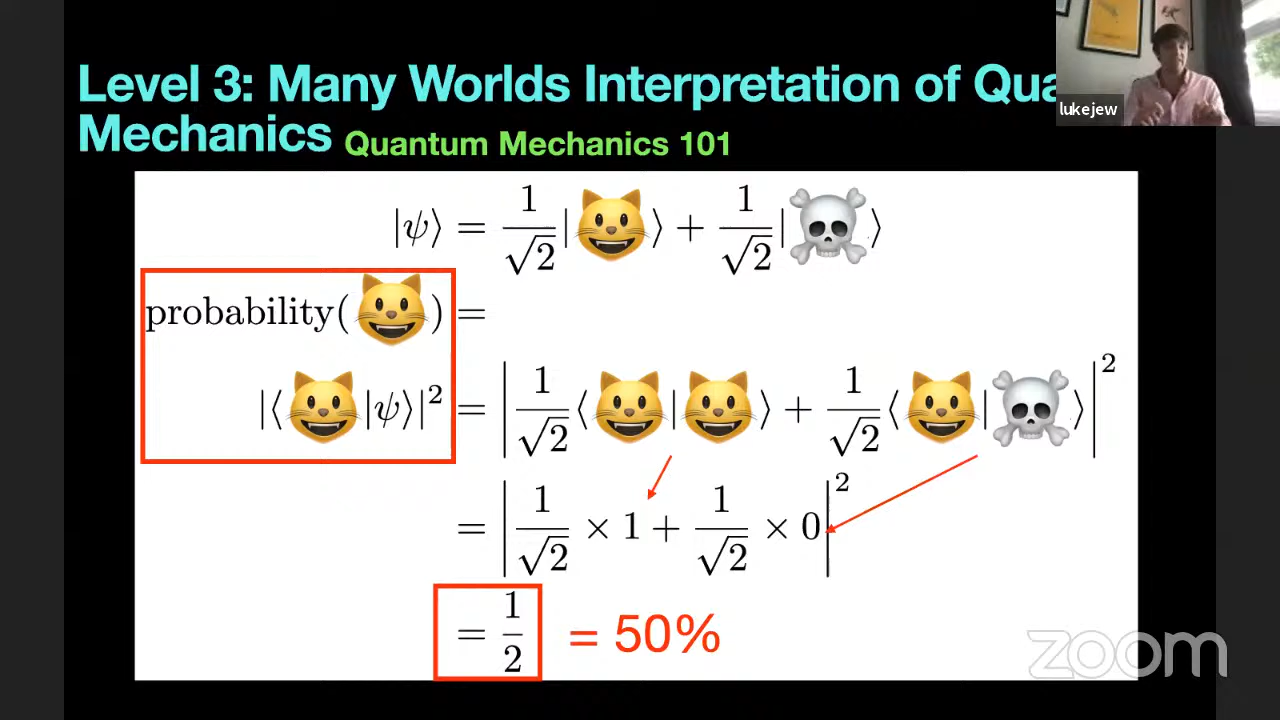 Level 3: Many Worlds Interpretation of Qua
Mechanics Quantum Mechanics 101
lukejew
|ψ⟩ = 1/√2|😺⟩ + 1/√2|☠️⟩
probability(😺) =
|⟨😺|ψ⟩|² = |1/√2⟨😺|😺⟩ + 1/√2⟨😺|☠️⟩|²
= |1/√2 × 1 + 1/√2 × 0|²
= 1/2 = 50%
zoom